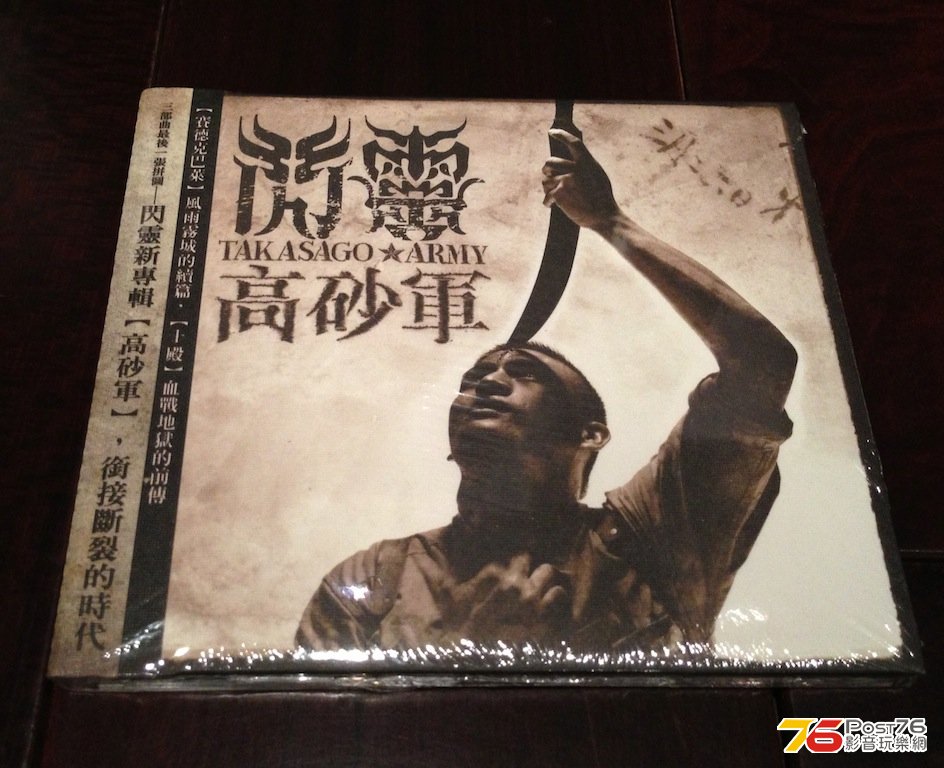 三部曲最後一張拼圖——閃靈新專輯【高砂軍】，銜接斷裂的時代
【賽德克巴萊】風雨霧城的續篇．【十殿】血戰地獄的前傳
閃靈
TAKASAGO★ARMY
高砂軍
76 POST76
影音玩樂網